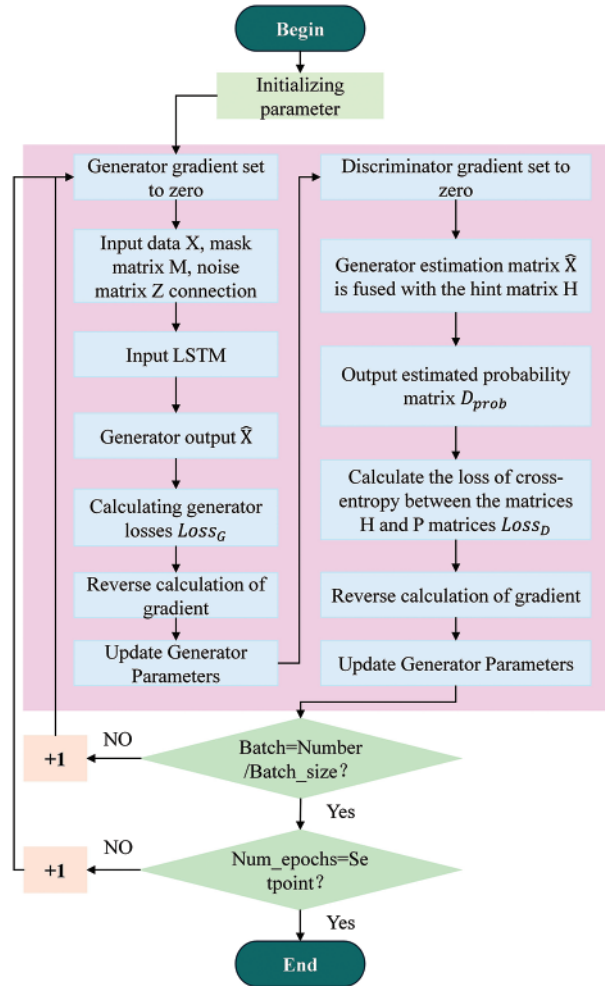 Begin
Initializing
parameter
Generator gradient set
to zero
Input data X, mask
matrix M, noise
matrix Z connection
Input LSTM
Generator output X̂
Calculating generator
losses Loss_G
Reverse calculation of
gradient
Update Generator
Parameters
Discriminator gradient set to
zero
Generator estimation matrix X̂
is fused with the hint matrix H
Output estimated probability
matrix D_prob
Calculate the loss of cross-
entropy between the matrices
H and P matrices Loss_D
Reverse calculation of gradient
Update Generator Parameters
Batch=Number
/Batch_size?
NO
+1
Yes
Num_epochs=Se
tpoint?
NO
+1
Yes
End